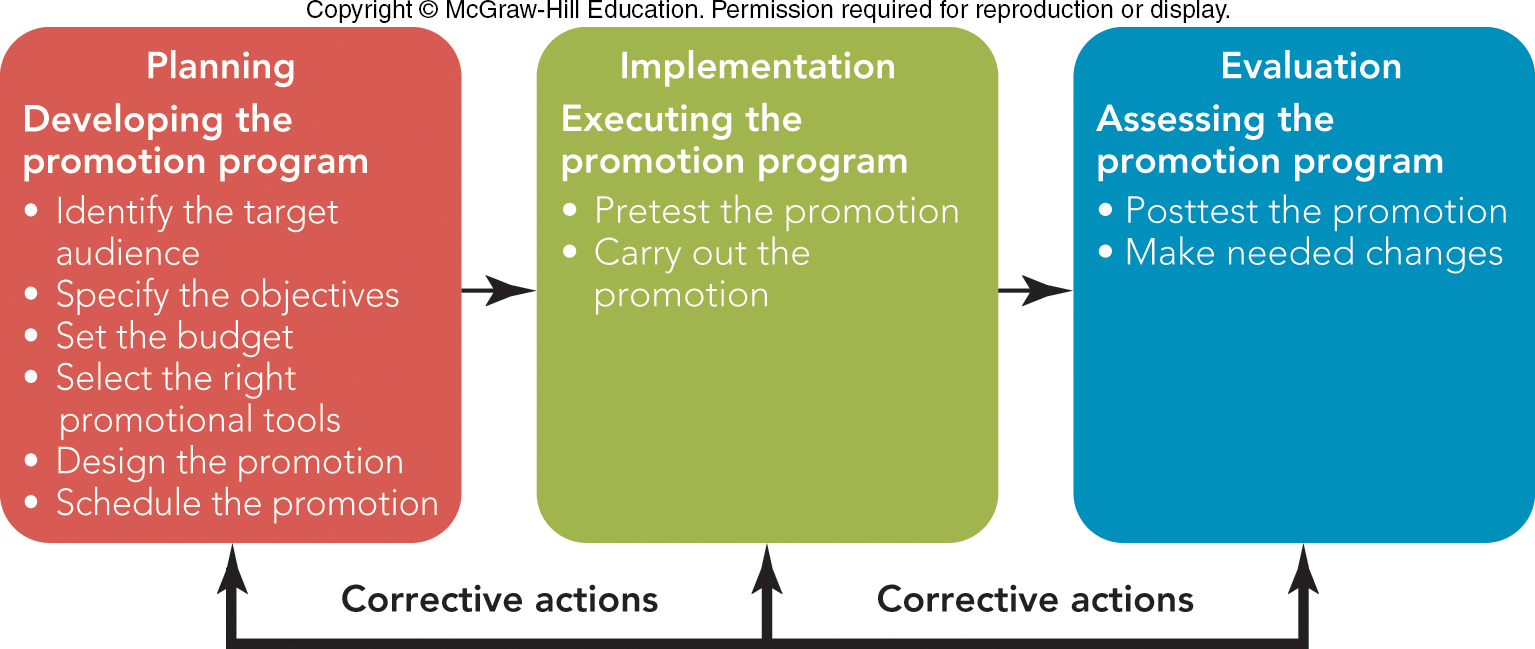 Copyright © McGraw-Hill Education. Permission required for reproduction or display.
Planning
Developing the
promotion program
• Identify the target
audience
• Specify the objectives
• Set the budget
• Select the right
promotional tools
• Design the promotion
• Schedule the promotion
Implementation
Executing the
promotion program
• Pretest the promotion
• Carry out the
promotion
Evaluation
Assessing the
promotion program
• Posttest the promotion
• Make needed changes
Corrective actions
Corrective actions